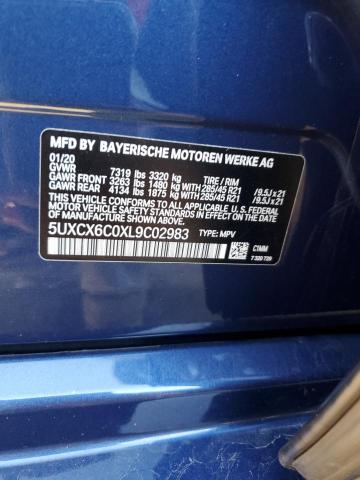 MFD BY BAYERISCHE MOTOREN WERKE AG
01/20
GVWR 7319 lbs 3320 kg TIRE / RIM
GAWR FRONT 3263 lbs 1480 kg WITH 285/45 R21 / 9.5J x 21
GAWR REAR 4134 lbs 1875 kg WITH 285/45 R21 / 9.5J x 21
THIS VEHICLE CONFORMS TO ALL APPLICABLE U.S. FEDERAL
MOTOR VEHICLE SAFETY STANDARDS IN EFFECT ON THE DATE OF
MANUFACTURE SHOWN ABOVE.
5UXCX6C0XL9C02983 TYPE: MPV
C1MM
7 320 729